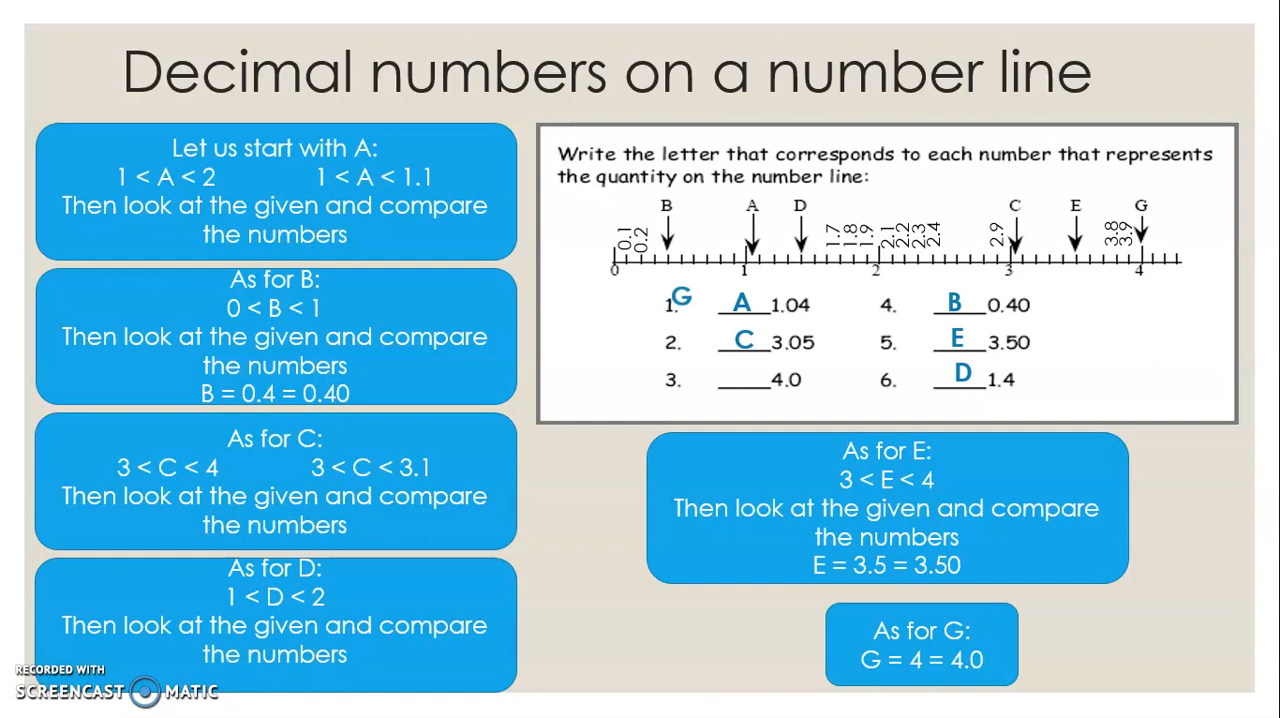 Decimal numbers on a number line
Let us start with A:
1 < A < 2 1 < A < 1.1
Then look at the given and compare
the numbers
As for B:
0 < B < 1
Then look at the given and compare
the numbers
B = 0.4 = 0.40
As for C:
3 < C < 4 3 < C < 3.1
Then look at the given and compare
the numbers
As for D:
1 < D < 2
Then look at the given and compare
the numbers
Write the letter that corresponds to each number that represents
the quantity on the number line:
B A D C E G
0.1 0.2 1.7 1.8 1.9 2.1 2.2 2.3 2.4 2.9 3.8 3.9
0 1 2 3 4
1. G A 1.04 4. B 0.40
2. C 3.05 5. E 3.50
3. ____4.0 6. D 1.4
As for E:
3 < E < 4
Then look at the given and compare
the numbers
E = 3.5 = 3.50
As for G:
G = 4 = 4.0
RECORDED WITH
SCREENCAST MATIC